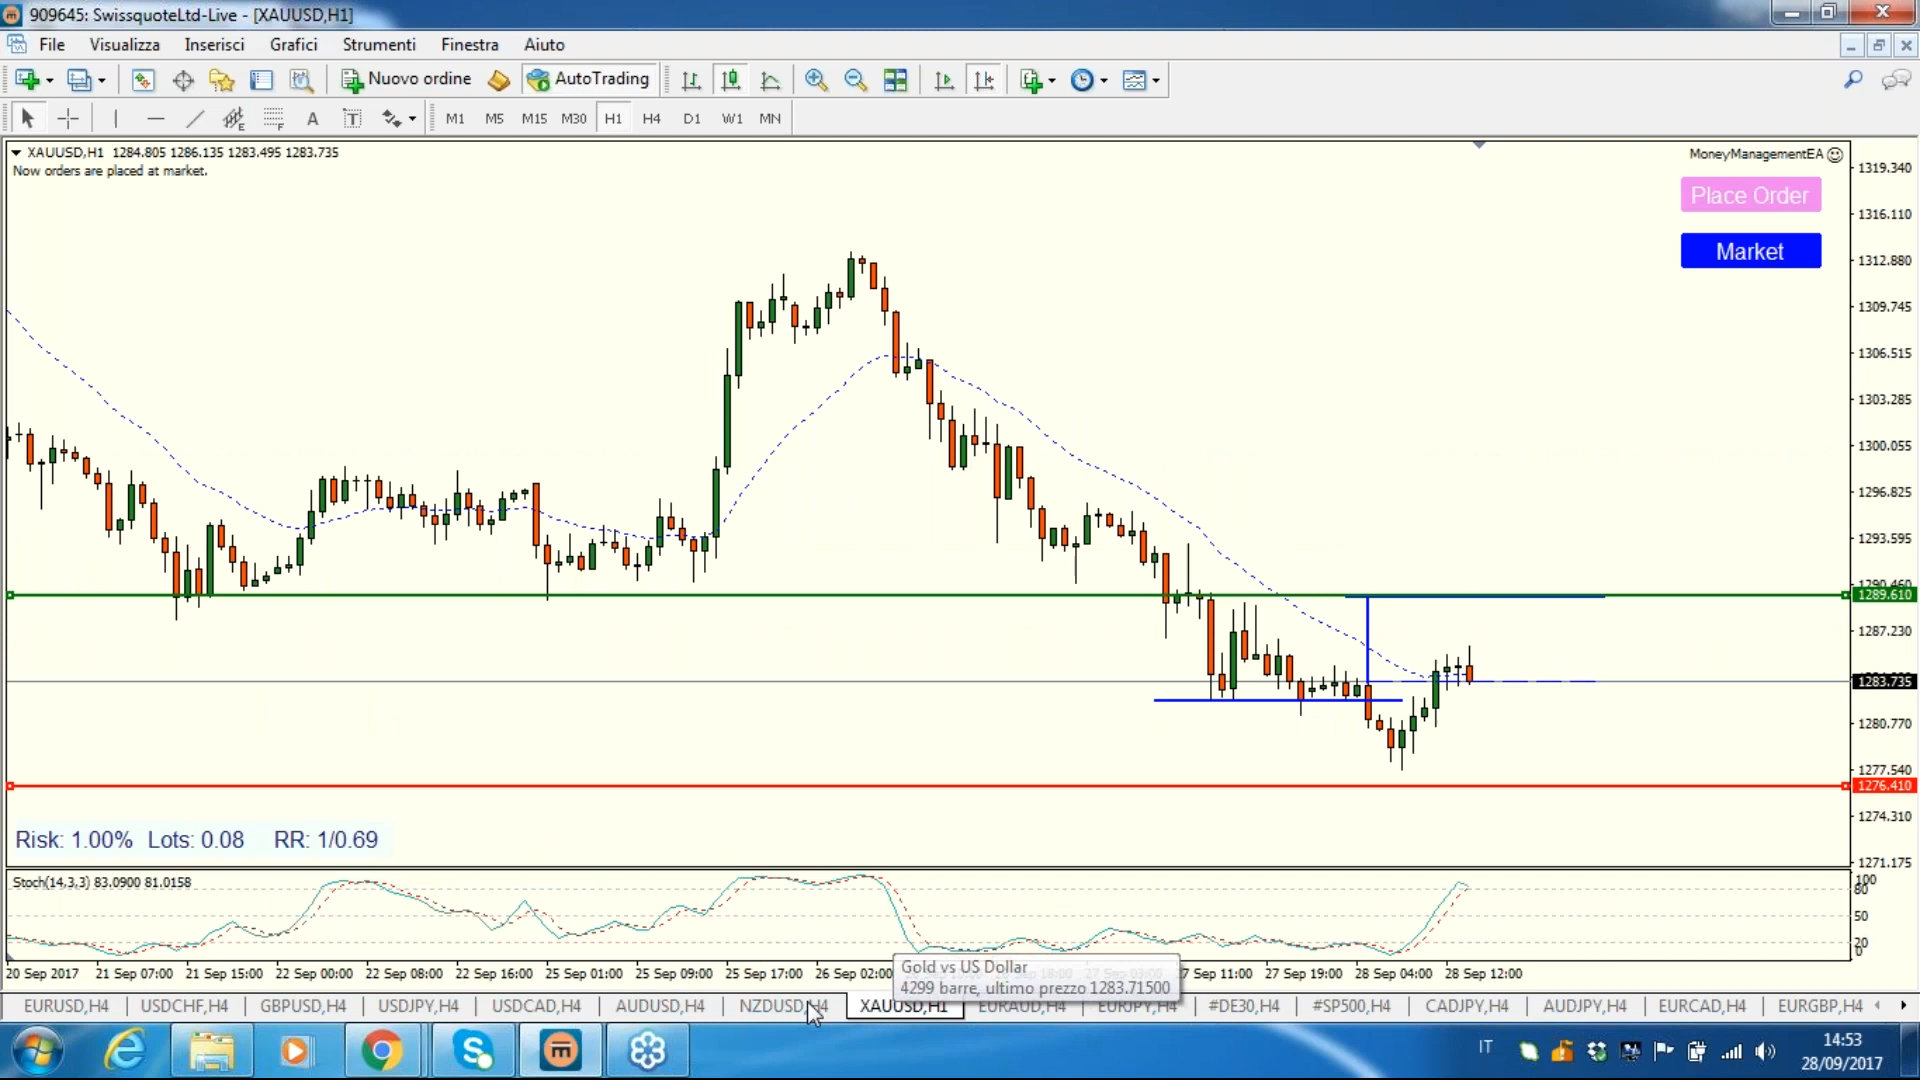 909645: SwissquoteLtd-Live - [XAUUSD,H1]
File Visualizza Inserisci Grafici Strumenti Finestra Aiuto
Nuovo ordine AutoTrading
A T M1 M5 M15 M30 H1 H4 D1 W1 MN
XAUUSD,H1 1284.805 1286.135 1283.495 1283.735
Now orders are placed at market.
MoneyManagementEA
Place Order
Market
1319.340
1316.110
1312.880
1309.745
1306.515
1303.285
1300.055
1296.825
1293.595
1290.460
1289.610
1287.230
1283.735
1280.770
1277.540
1276.410
1274.310
1271.175
Risk: 1.00% Lots: 0.08 RR: 1/0.69
Stoch(14,3,3) 83.0900 81.0158
100
80
50
20
0
20 Sep 2017 21 Sep 07:00 21 Sep 15:00 22 Sep 00:00 22 Sep 08:00 22 Sep 16:00 25 Sep 01:00 25 Sep 09:00 25 Sep 17:00 26 Sep 02:00 27 Sep 19:00 28 Sep 04:00 28 Sep 12:00
Gold vs US Dollar
4299 barre, ultimo prezzo 1283.71500
EURUSD,H4 USDCHF,H4 GBPUSD,H4 USDJPY,H4 USDCAD,H4 AUDUSD,H4 NZDUSD,H4 XAUUSD,H1 EURAUD,H4 EURJPY,H4 #DE30,H4 #SP500,H4 CADJPY,H4 AUDJPY,H4 EURCAD,H4 EURGBP,H4
IT
14:53
28/09/2017